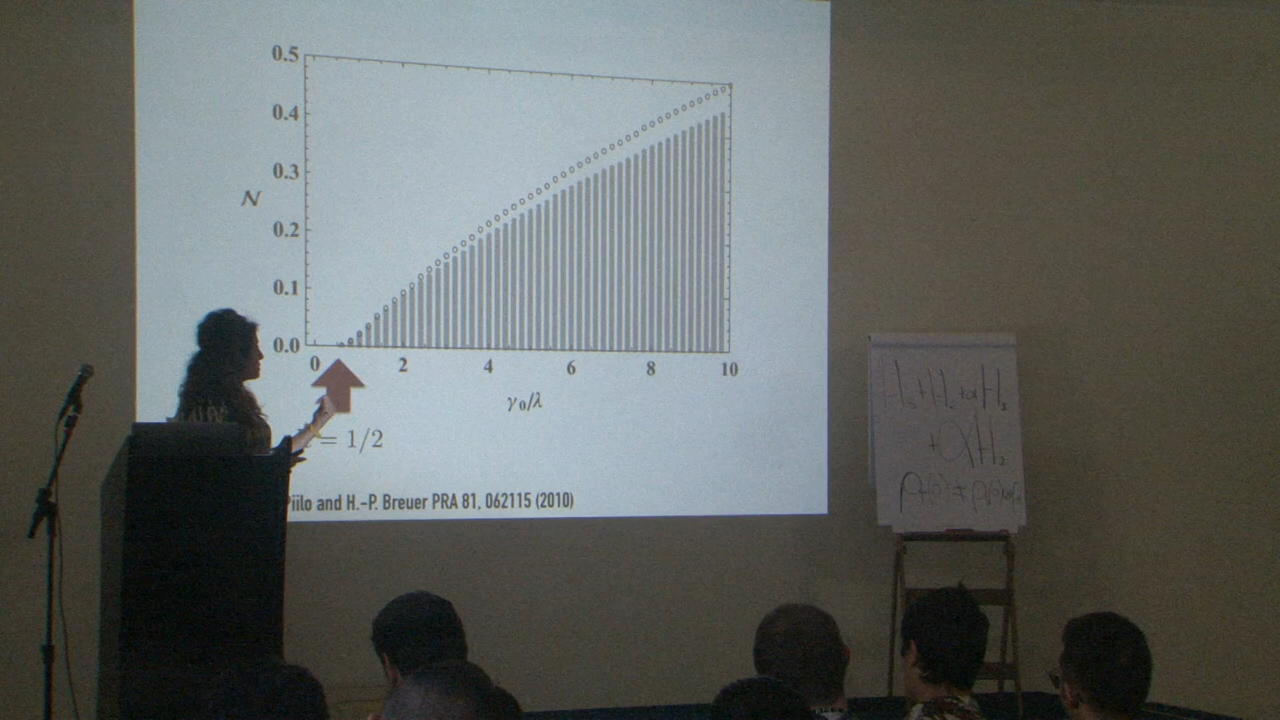 0.5
0.4
0.3
N
0.2
0.1
0.0
0 2 4 6 8 10
γ₀/λ
= 1/2
Piilo and H.-P. Breuer PRA 81, 062115 (2010)
+αH₂